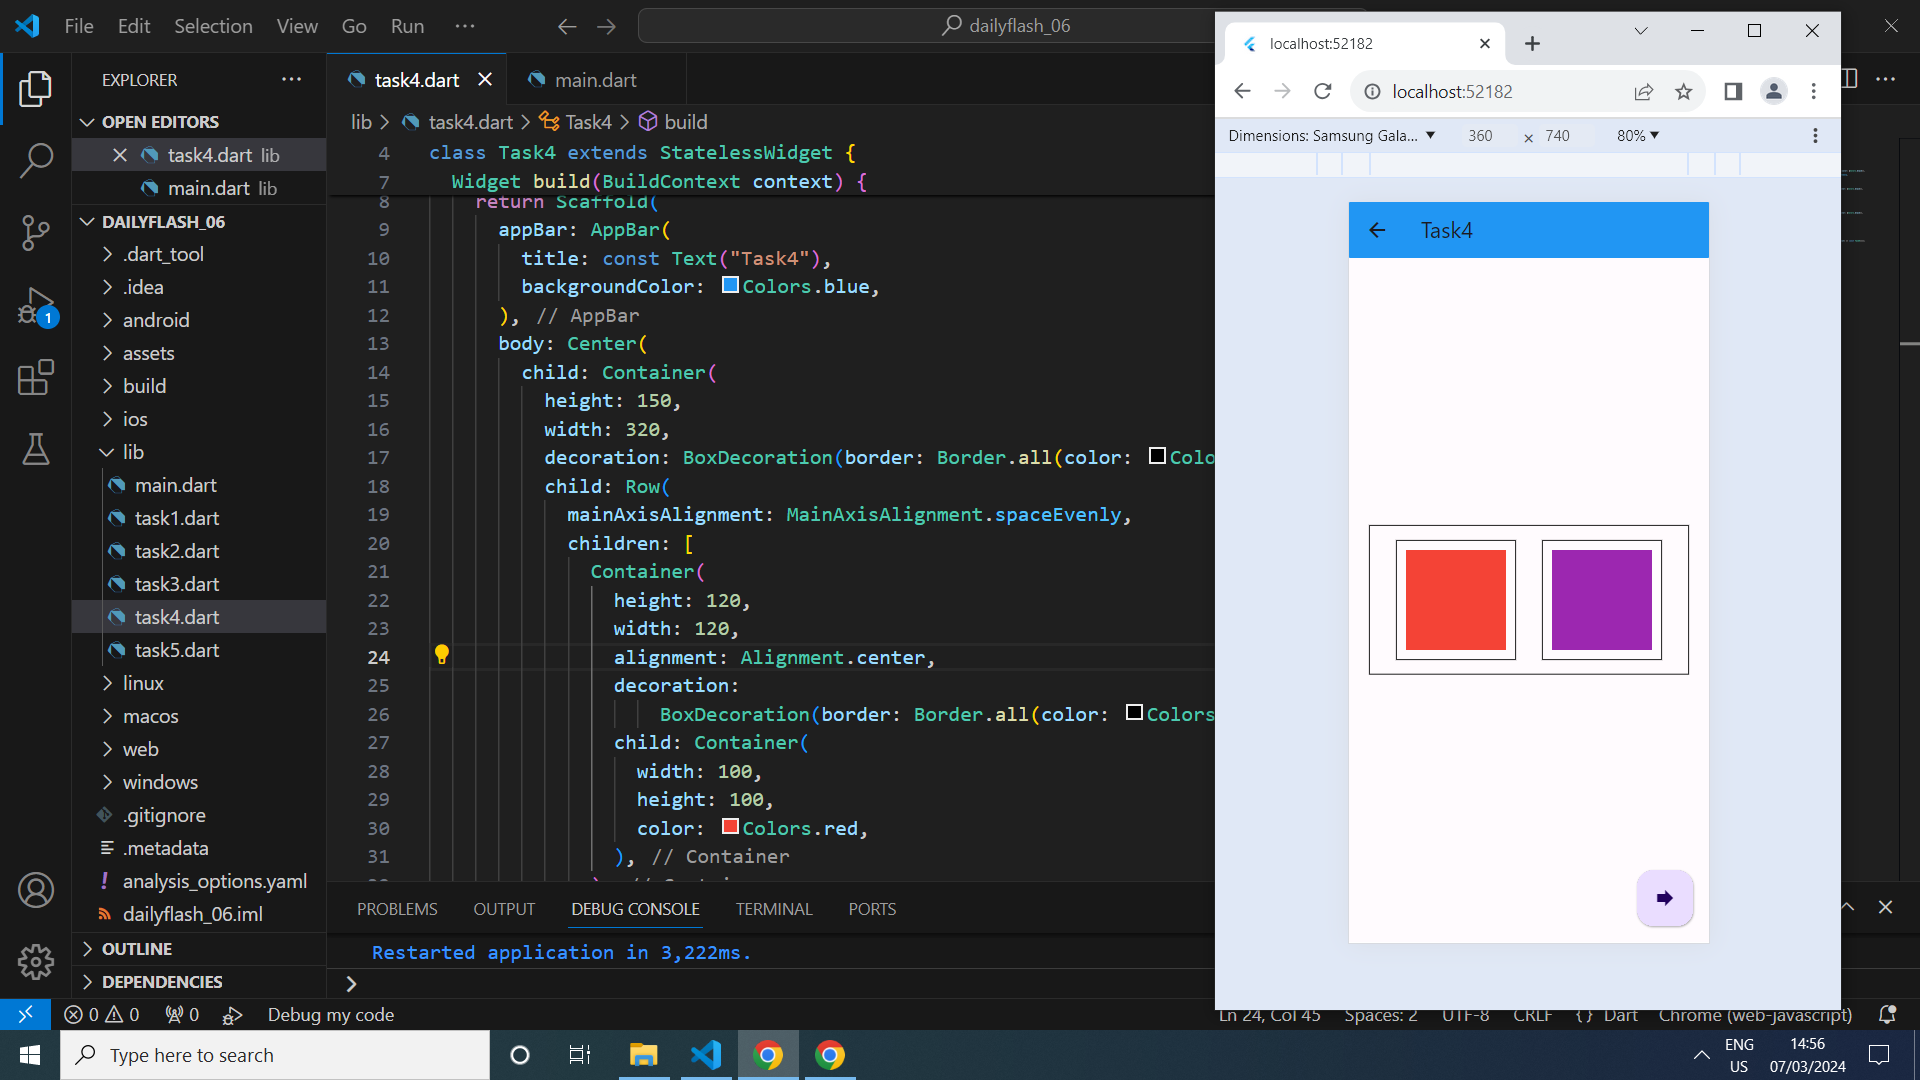 File Edit Selection View Go Run ···
dailyflash_06
EXPLORER
OPEN EDITORS
task4.dart lib
main.dart lib
DAILYFLASH_06
.dart_tool
.idea
android
assets
build
ios
lib
main.dart
task1.dart
task2.dart
task3.dart
task4.dart
task5.dart
linux
macos
web
windows
.gitignore
.metadata
analysis_options.yaml
dailyflash_06.iml
OUTLINE
DEPENDENCIES
1
task4.dart main.dart
lib > task4.dart > Task4 > build
4 class Task4 extends StatelessWidget {
7 Widget build(BuildContext context) {
8 return Scaffold(
9 appBar: AppBar(
10 title: const Text("Task4"),
11 backgroundColor: Colors.blue,
12 ), // AppBar
13 body: Center(
14 child: Container(
15 height: 150,
16 width: 320,
17 decoration: BoxDecoration(border: Border.all(color: Colo
18 child: Row(
19 mainAxisAlignment: MainAxisAlignment.spaceEvenly,
20 children: [
21 Container(
22 height: 120,
23 width: 120,
24 alignment: Alignment.center,
25 decoration:
26 BoxDecoration(border: Border.all(color: Colors
27 child: Container(
28 width: 100,
29 height: 100,
30 color: Colors.red,
31 ), // Container
PROBLEMS OUTPUT DEBUG CONSOLE TERMINAL PORTS
Restarted application in 3,222ms.
>
localhost:52182
localhost:52182
Dimensions: Samsung Gala... ▼ 360 × 740 80% ▼
Task4
0 0 0 Debug my code
Ln 24, Col 45 Spaces: 2 UTF-8 CRLF {} Dart Chrome (web-javascript)
Type here to search
ENG
US
14:56
07/03/2024